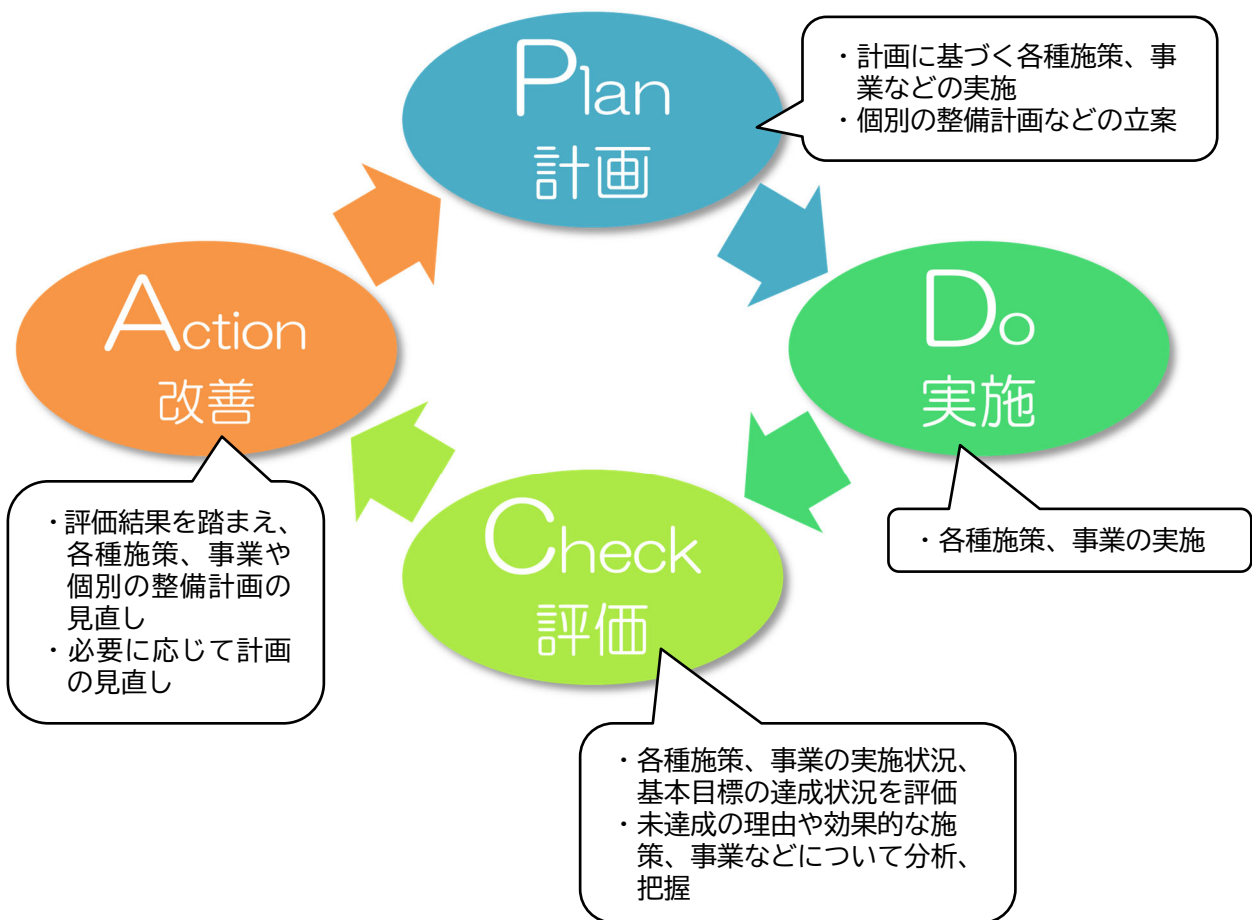 Plan
計画
・計画に基づく各種施策、事
業などの実施
・個別の整備計画などの立案
Do
実施
・各種施策、事業の実施
Check
評価
・各種施策、事業の実施状況、
基本目標の達成状況を評価
・未達成の理由や効果的な施
策、事業などについて分析、
把握
Action
改善
・評価結果を踏まえ、
各種施策、事業や
個別の整備計画の
見直し
・必要に応じて計画
の見直し